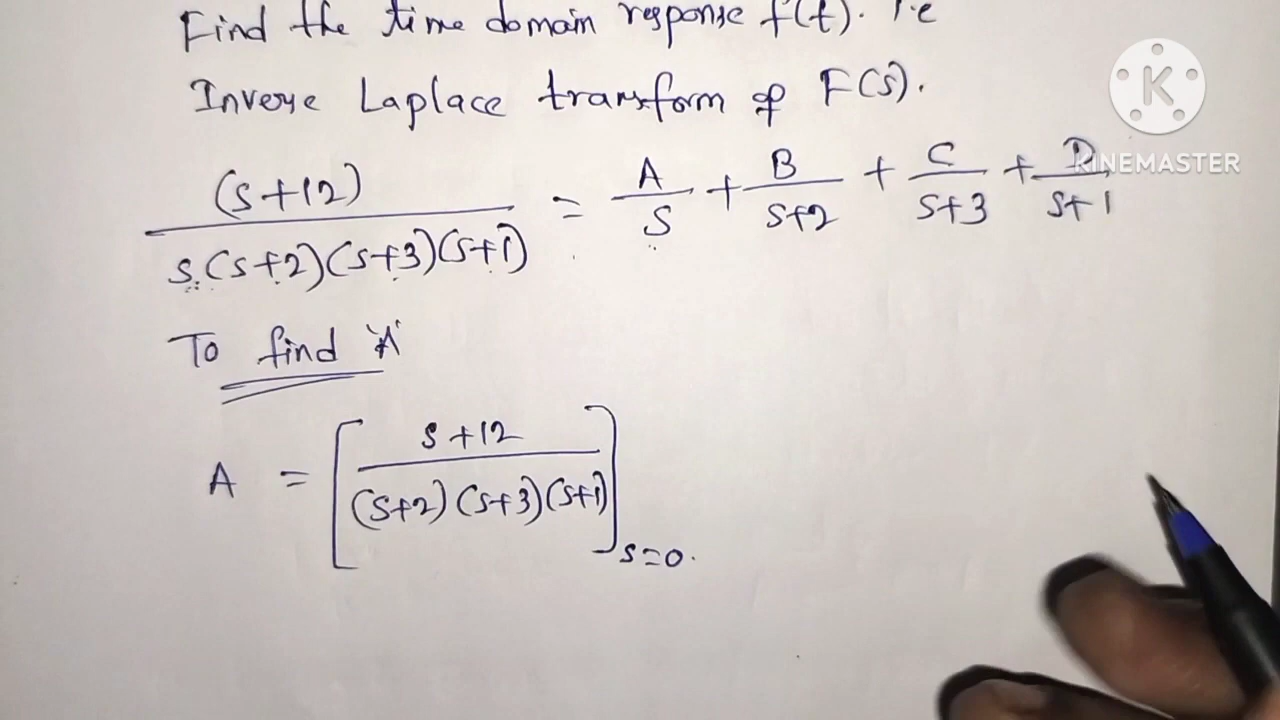 Find the time domain response f(t). i.e
Inverse Laplace transform of F(s).
(s+12) / s.(s+2)(s+3)(s+1) = A/s + B/s+2 + C/s+3 + D/s+1
To find 'A'
A = [s+12 / (s+2)(s+3)(s+1)] s=0.
K
KINEMASTER